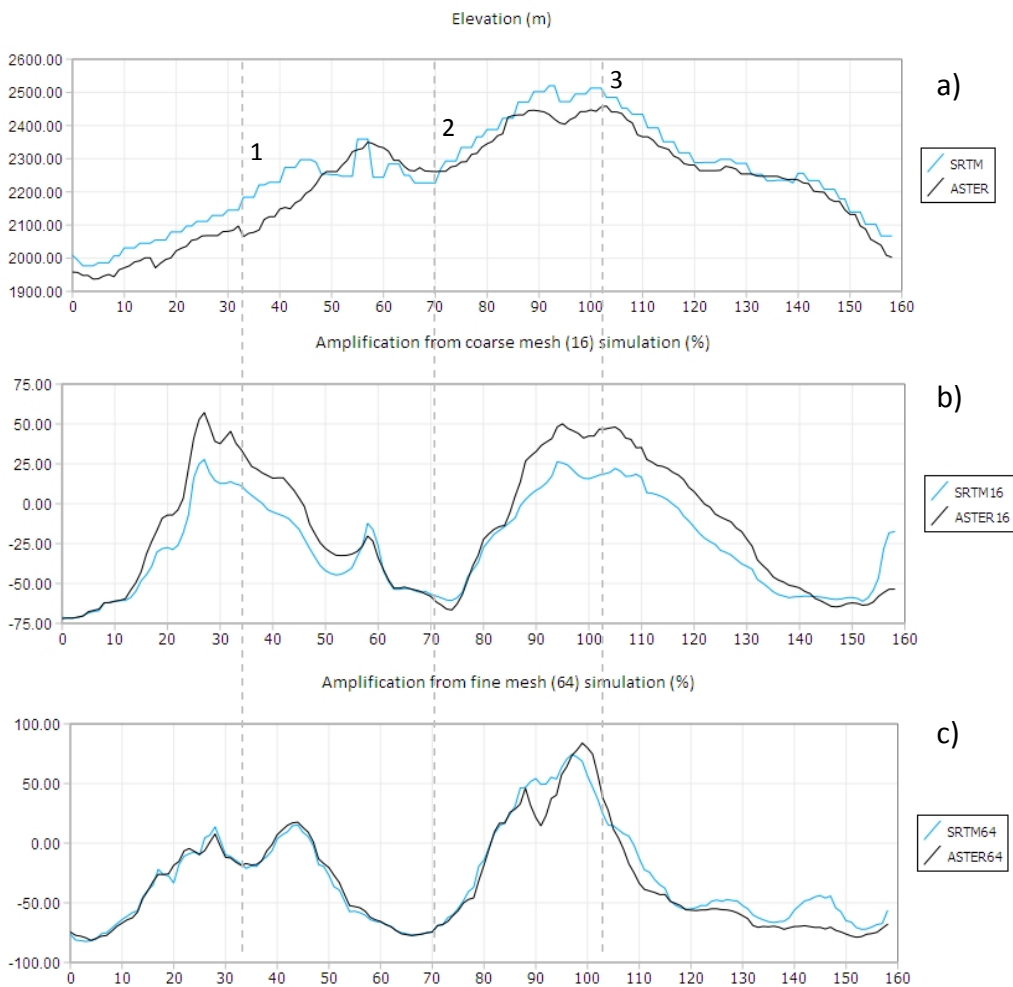 Elevation (m)
2600.00
2500.00
2400.00
2300.00
2200.00
2100.00
2000.00
1900.00
1
2
3
a)
SRTM
ASTER
0 10 20 30 40 50 60 70 80 90 100 110 120 130 140 150 160
Amplification from coarse mesh (16) simulation (%)
75.00
50.00
25.00
0.00
-25.00
-50.00
-75.00
b)
SRTM16
ASTER16
0 10 20 30 40 50 60 70 80 90 100 110 120 130 140 150 160
Amplification from fine mesh (64) simulation (%)
100.00
50.00
0.00
-50.00
-100.00
c)
SRTM64
ASTER64
0 10 20 30 40 50 60 70 80 90 100 110 120 130 140 150 160